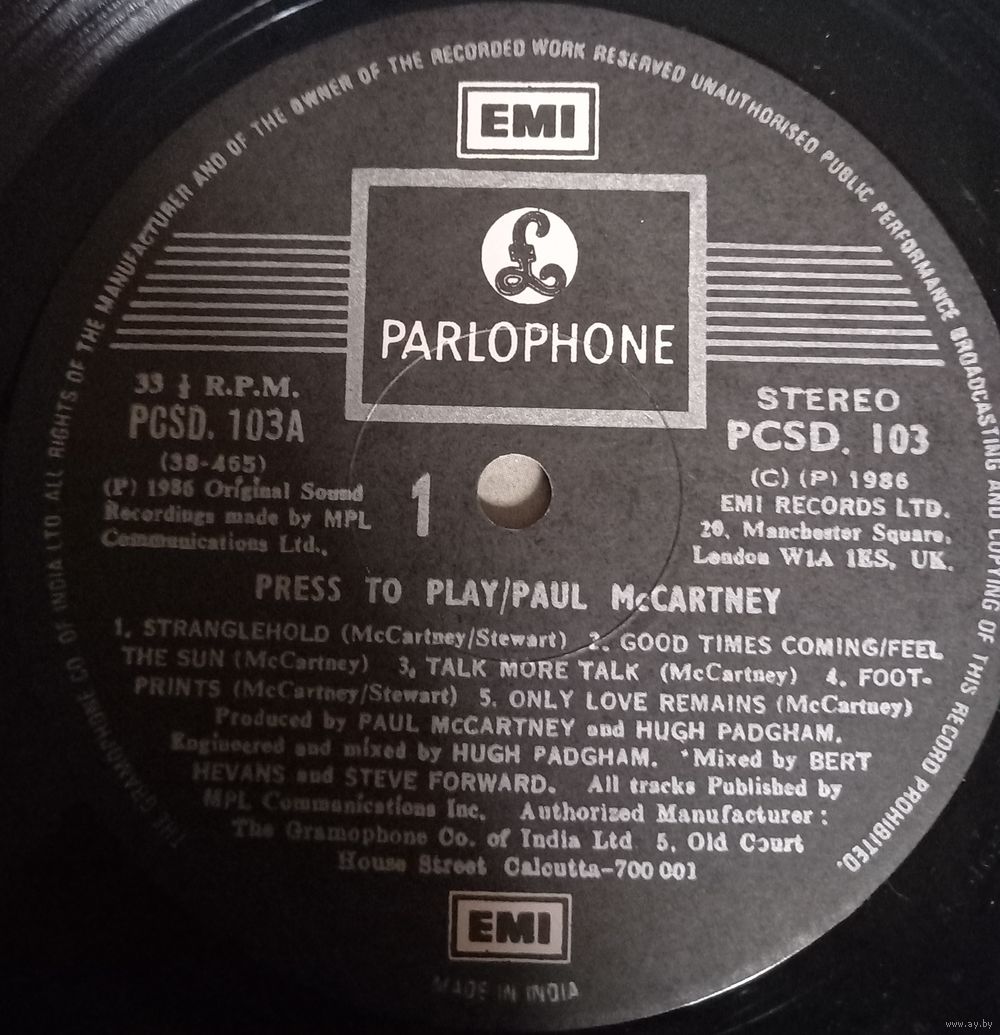 THE GRAMOPHONE CO OF INDIA LTD ALL RIGHTS OF THE MANUFACTURER AND OF THE OWNER OF THE RECORDED WORK RESERVED UNAUTHORISED PUBLIC PERFORMANCE BROADCASTING AND COPYING OF THIS RECORD PROHIBITED.
EMI
£
PARLOPHONE
33 ⅓ R.P.M.
PCSD. 103A
(38-465)
(P) 1986 Original Sound
Recordings made by MPL
Communications Ltd..
1
STEREO
PCSD. 103
(C) (P) 1986
EMI RECORDS LTD.
20, Manchester Square,
London W1A 1ES, UK.
PRESS TO PLAY/PAUL McCARTNEY
1. STRANGLEHOLD (McCartney/Stewart) 2. GOOD TIMES COMING/FEEL
THE SUN (McCartney) 3, TALK MORE TALK (McCartney) 4. FOOT-
PRINTS (McCartney/Stewart) 5. ONLY LOVE REMAINS (McCartney)
Produced by PAUL MCCARTNEY and HUGH PADGHAM.
Engineered and mixed by HUGH PADGHAM. *Mixed by BERT
HEVANS and STEVE FORWARD. All tracks Published by
MPL Communications Inc. Authorized Manufacturer :
The Gramophone Co. of India Ltd 5, Old Court
House Street Calcutta-700 001
EMI
MADE IN INDIA
www.ay.by